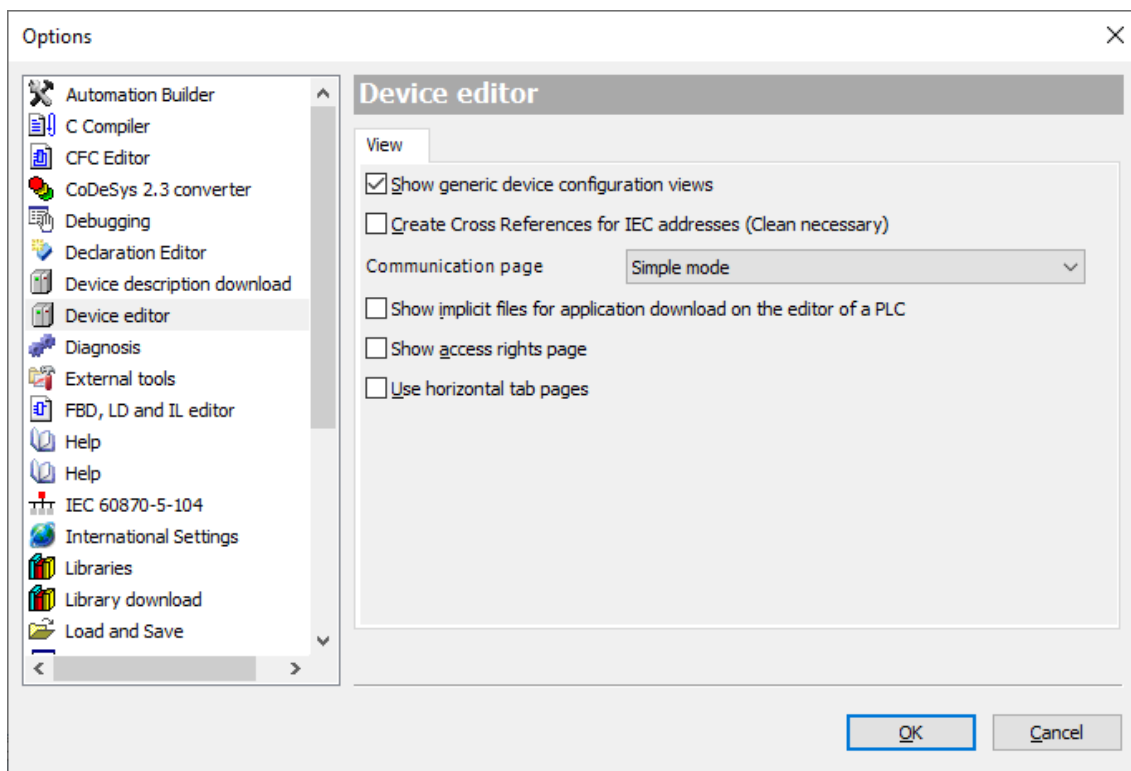 Options
Automation Builder
C Compiler
CFC Editor
CoDeSys 2.3 converter
Debugging
Declaration Editor
Device description download
Device editor
Diagnosis
External tools
FBD, LD and IL editor
Help
Help
IEC 60870-5-104
International Settings
Libraries
Library download
Load and Save
Device editor
View
Show generic device configuration views
Create Cross References for IEC addresses (Clean necessary)
Communication page Simple mode
Show implicit files for application download on the editor of a PLC
Show access rights page
Use horizontal tab pages
OK Cancel